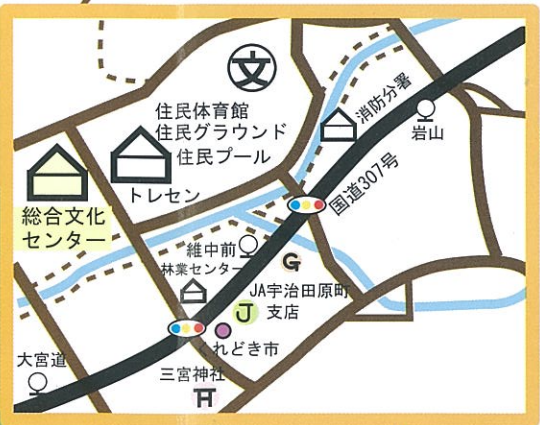 文
住民体育館
住民グラウンド
住民プール
トレセン
消防分署
岩山
総合文化
センター
国道307号
維中前
林業センター
G
JA宇治田原町
支店
J
くれどき市
大宮道
三宮神社